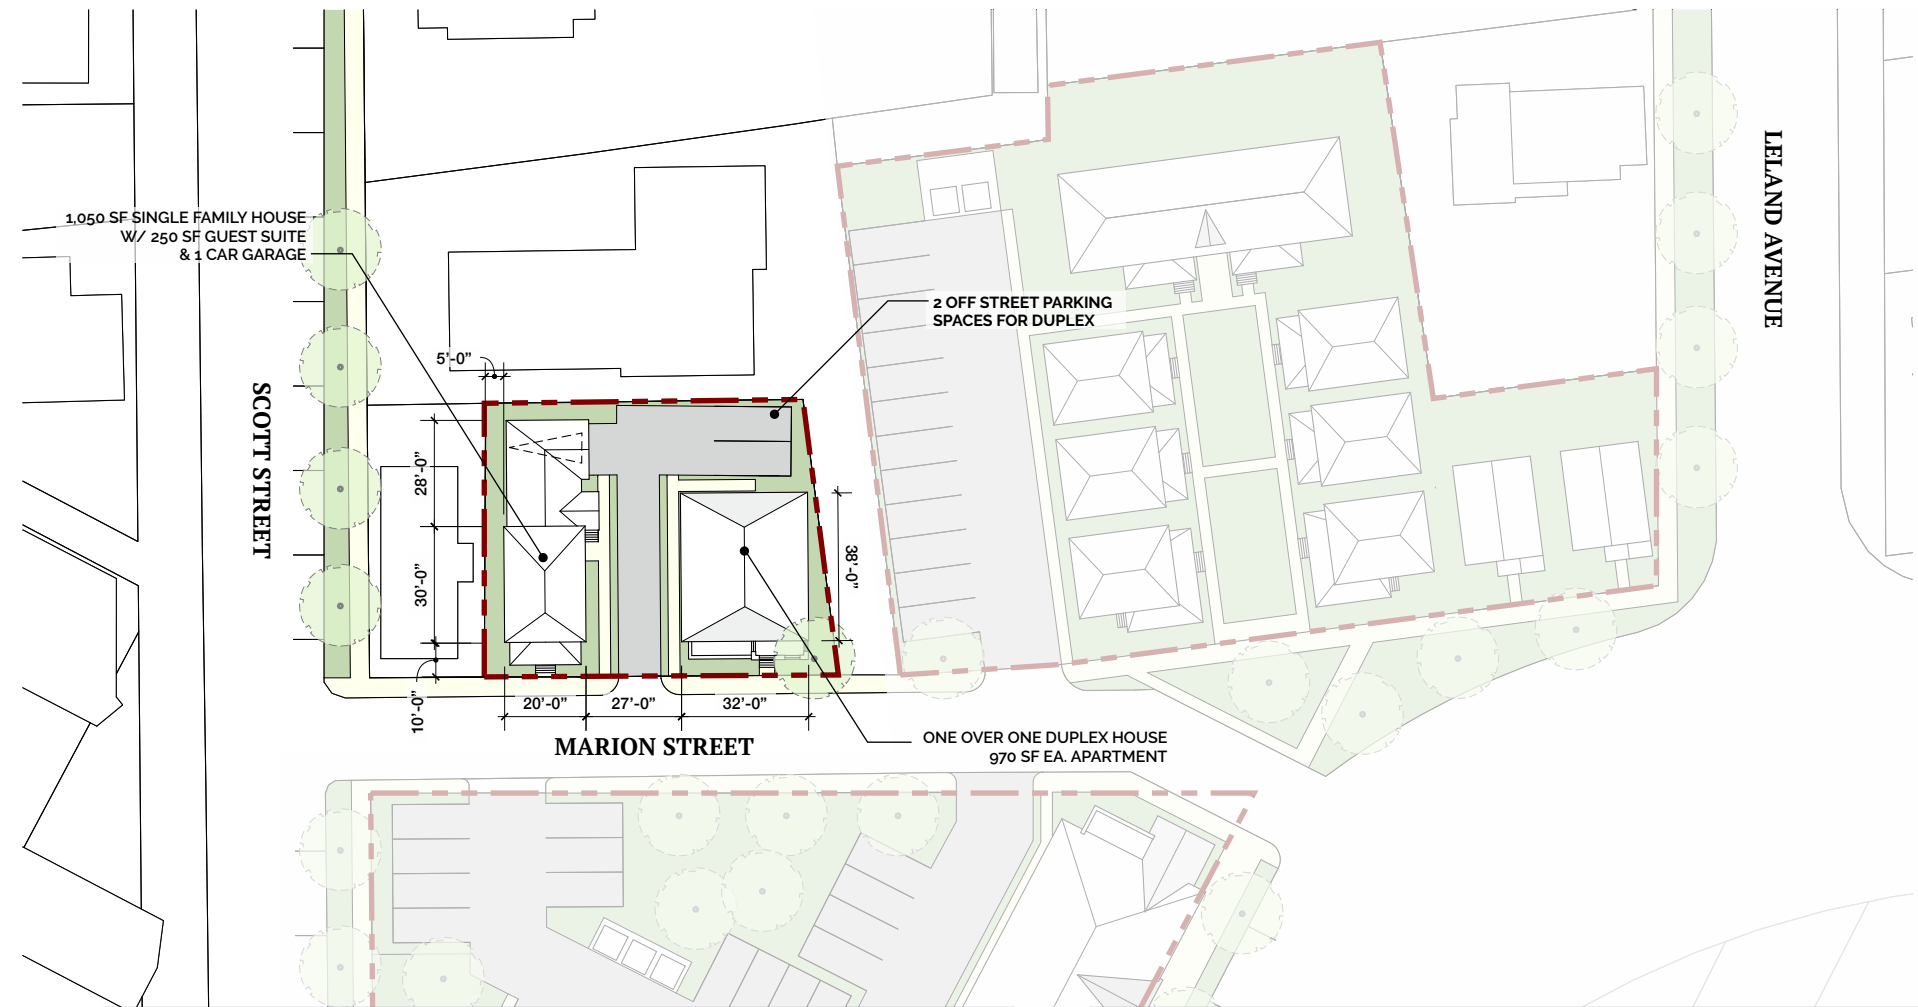 1,050 SF SINGLE FAMILY HOUSE
W/ 250 SF GUEST SUITE
& 1 CAR GARAGE
LELAND AVENUE
2 OFF STREET PARKING
SPACES FOR DUPLEX
5'-0"
SCOTT STREET
28'-0"
30'-0"
38'-0"
10'-0"
20'-0"
27'-0"
32'-0"
MARION STREET
ONE OVER ONE DUPLEX HOUSE
970 SF EA. APARTMENT